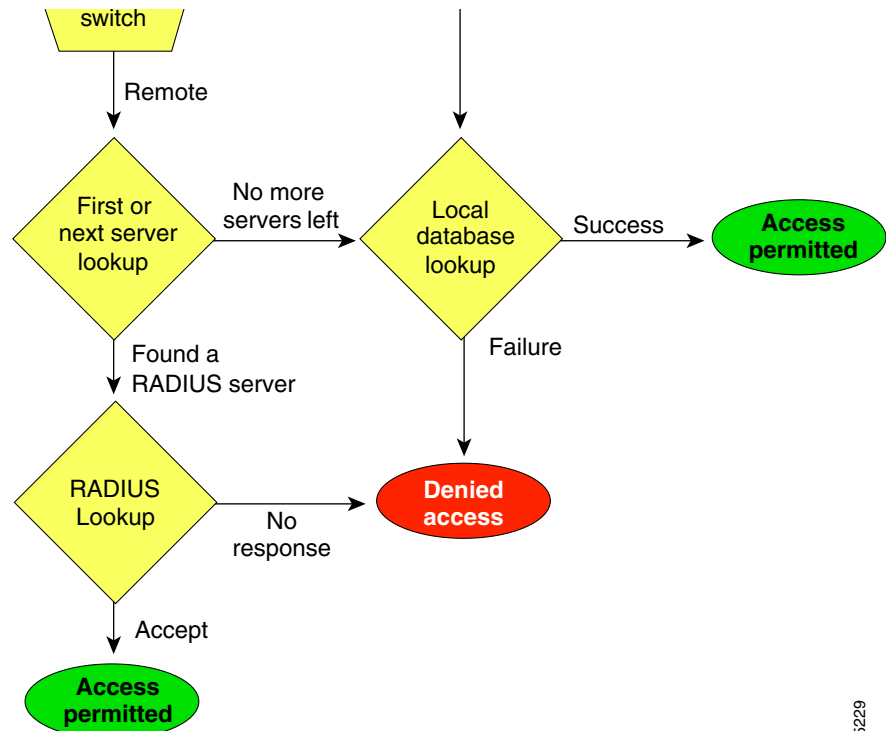 switch
Remote
First or
next server
lookup
No more
servers left
Local
database
lookup
Success
Access
permitted
Found a
RADIUS server
Failure
RADIUS
Lookup
No
response
Denied
access
Accept
Access
permitted